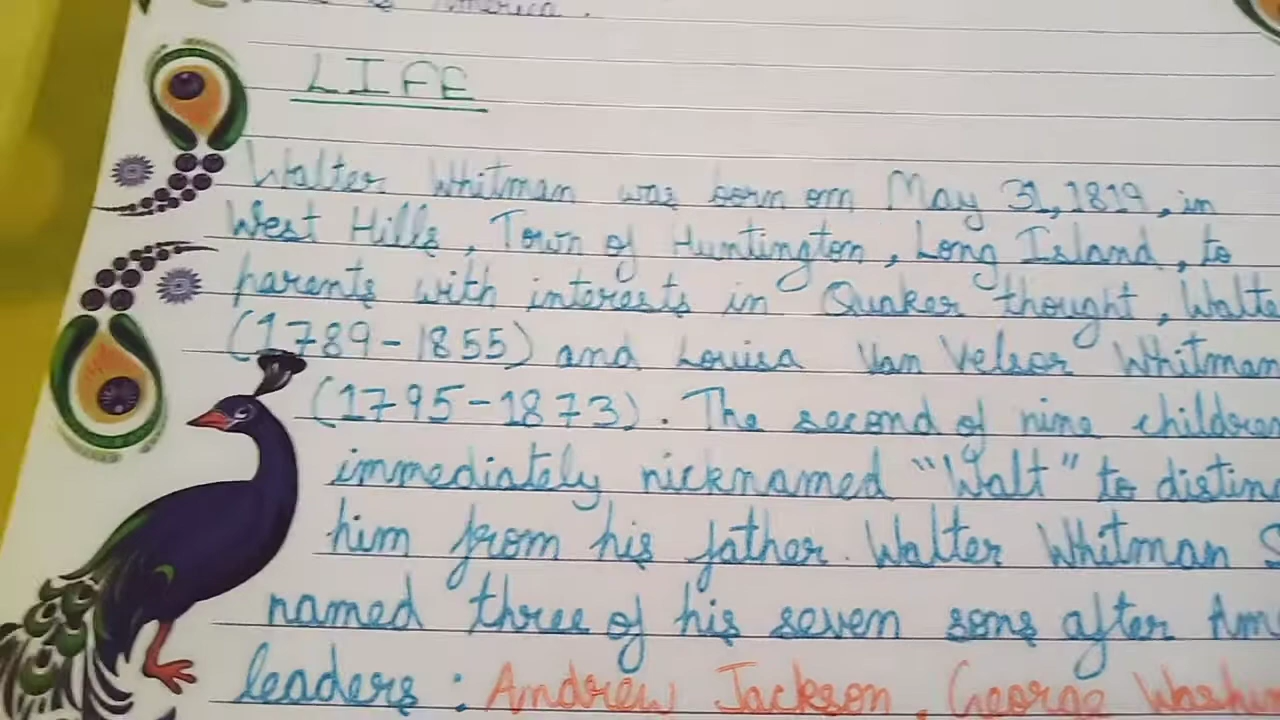 America.
LIFE
Walter Whitman was born on May 31, 1819, in
West Hills, Town of Huntington, Long Island, to
parents with interests in Quaker thought, Walte
(1789-1855) and Louisa Van Velsor Whitman
(1795-1873). The second of nine children
immediately nicknamed "Walt" to distin
him from his father. Walter Whitman S
named three of his seven sons after Am
leaders: Andrew Jackson, George Washin